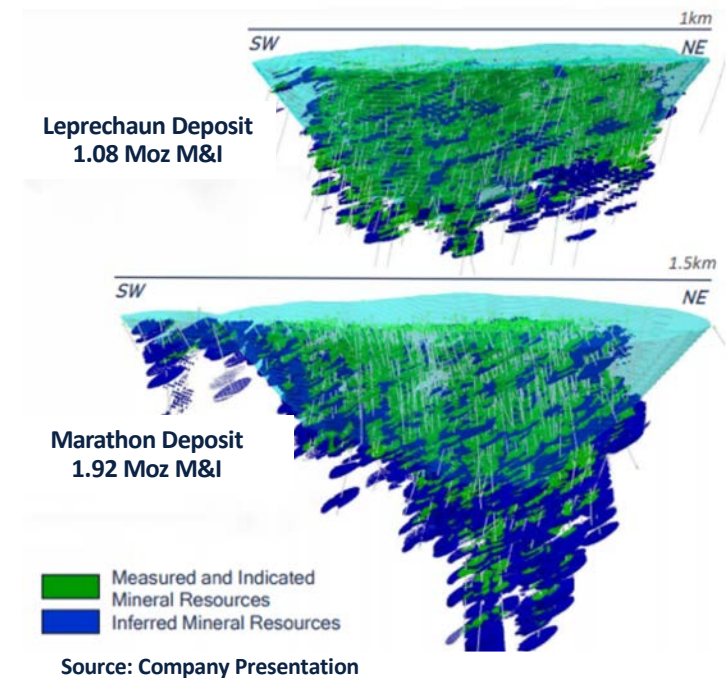 1km
SW
NE
Leprechaun Deposit
1.08 Moz M&I
1.5km
SW
NE
Marathon Deposit
1.92 Moz M&I
Measured and Indicated
Mineral Resources
Inferred Mineral Resources
Source: Company Presentation